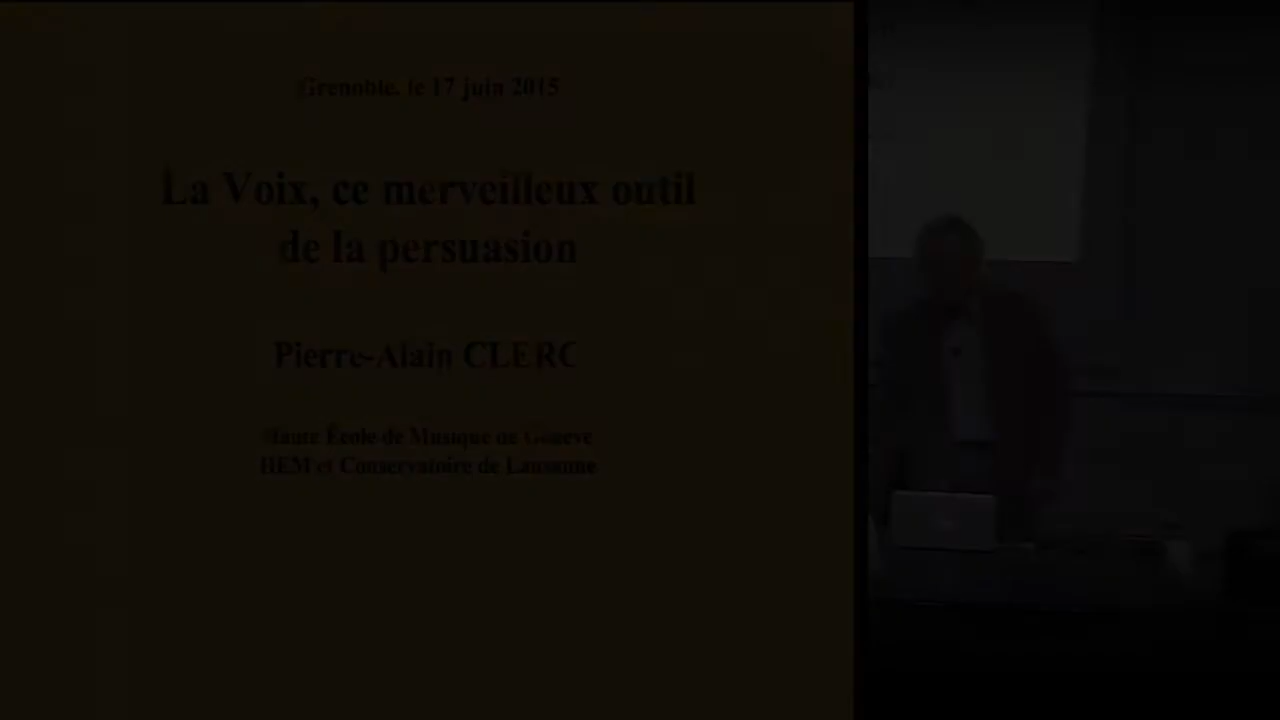 Grenoble, le 17 juin 2015
La Voix, ce merveilleux outil
de la persuasion
Pierre-Alain CLERC
Haute École de Musique de Genève
HEM et Conservatoire de Lausanne